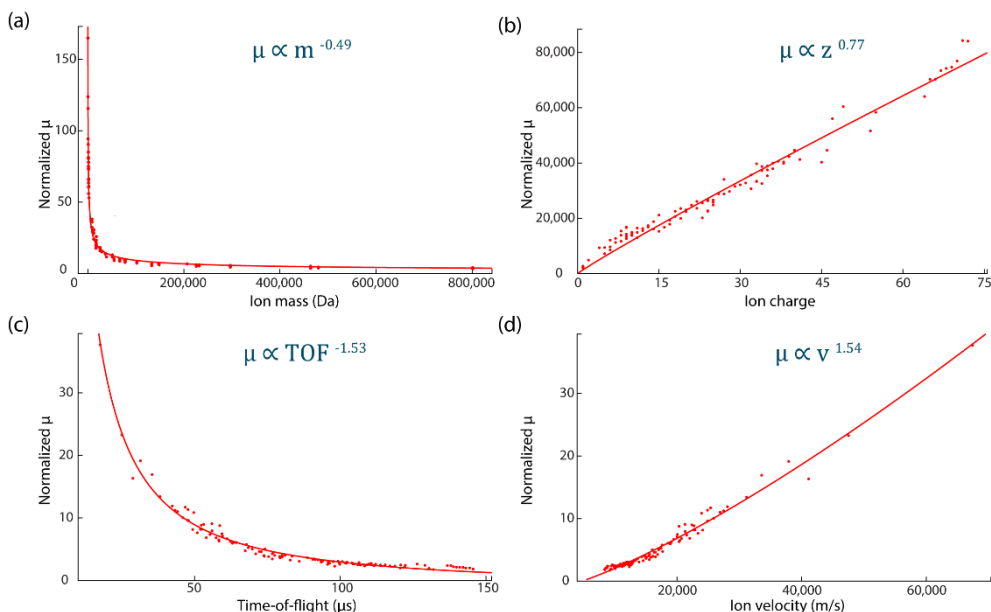 (a)
μ ∝ m -0.49
Normalized μ
150
100
50
0
0
200,000
400,000
600,000
800,000
Ion mass (Da)
(b)
μ ∝ z 0.77
Normalized μ
80,000
60,000
40,000
20,000
0
0
15
30
45
60
75
Ion charge
(c)
μ ∝ TOF -1.53
Normalized μ
30
20
10
0
50
100
150
Time-of-flight (μs)
(d)
μ ∝ v 1.54
Normalized μ
30
20
10
0
20,000
40,000
60,000
Ion velocity (m/s)